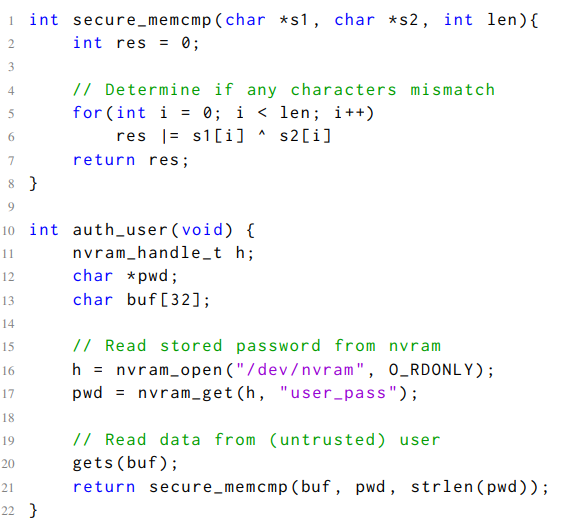 1 int secure_memcmp(char *s1, char *s2, int len){
2     int res = 0;
3
4     // Determine if any characters mismatch
5     for(int i = 0; i < len; i++)
6         res |= s1[i] ^ s2[i]
7     return res;
8 }
9
10 int auth_user(void) {
11     nvram_handle_t h;
12     char *pwd;
13     char buf[32];
14
15     // Read stored password from nvram
16     h = nvram_open("/dev/nvram", O_RDONLY);
17     pwd = nvram_get(h, "user_pass");
18
19     // Read data from (untrusted) user
20     gets(buf);
21     return secure_memcmp(buf, pwd, strlen(pwd));
22 }